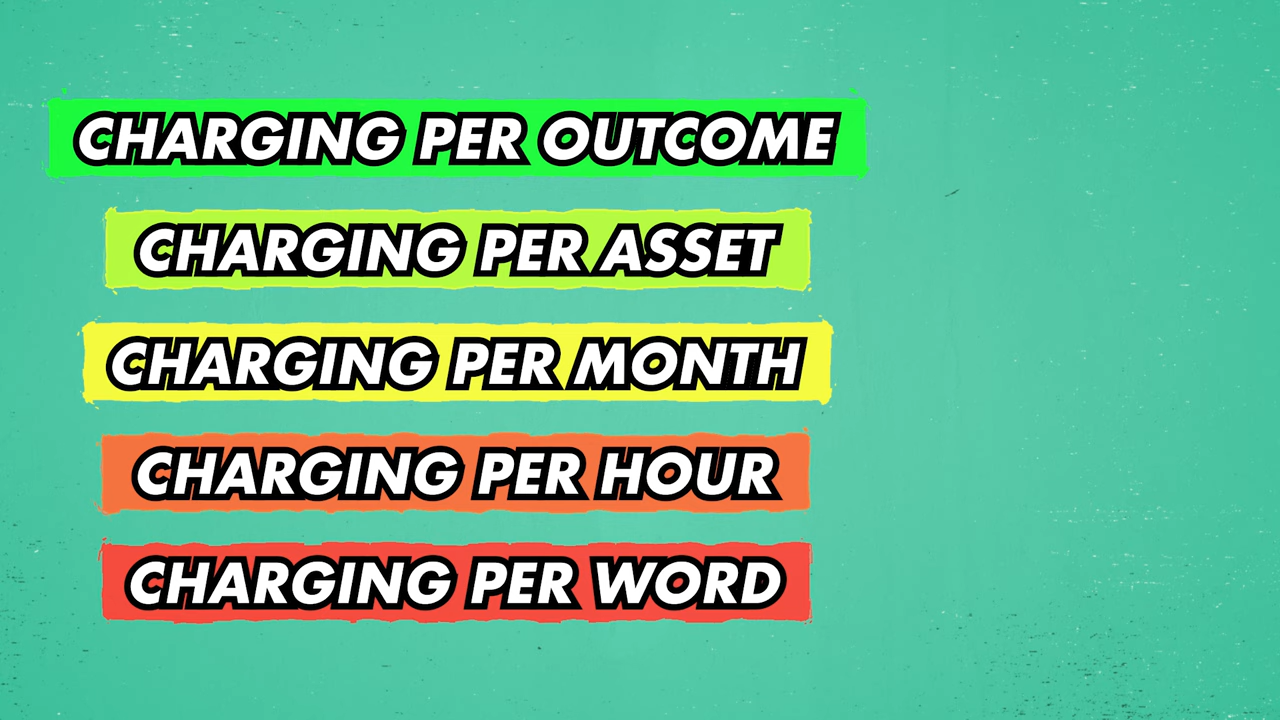 CHARGING PER OUTCOME
CHARGING PER ASSET
CHARGING PER MONTH
CHARGING PER HOUR
CHARGING PER WORD